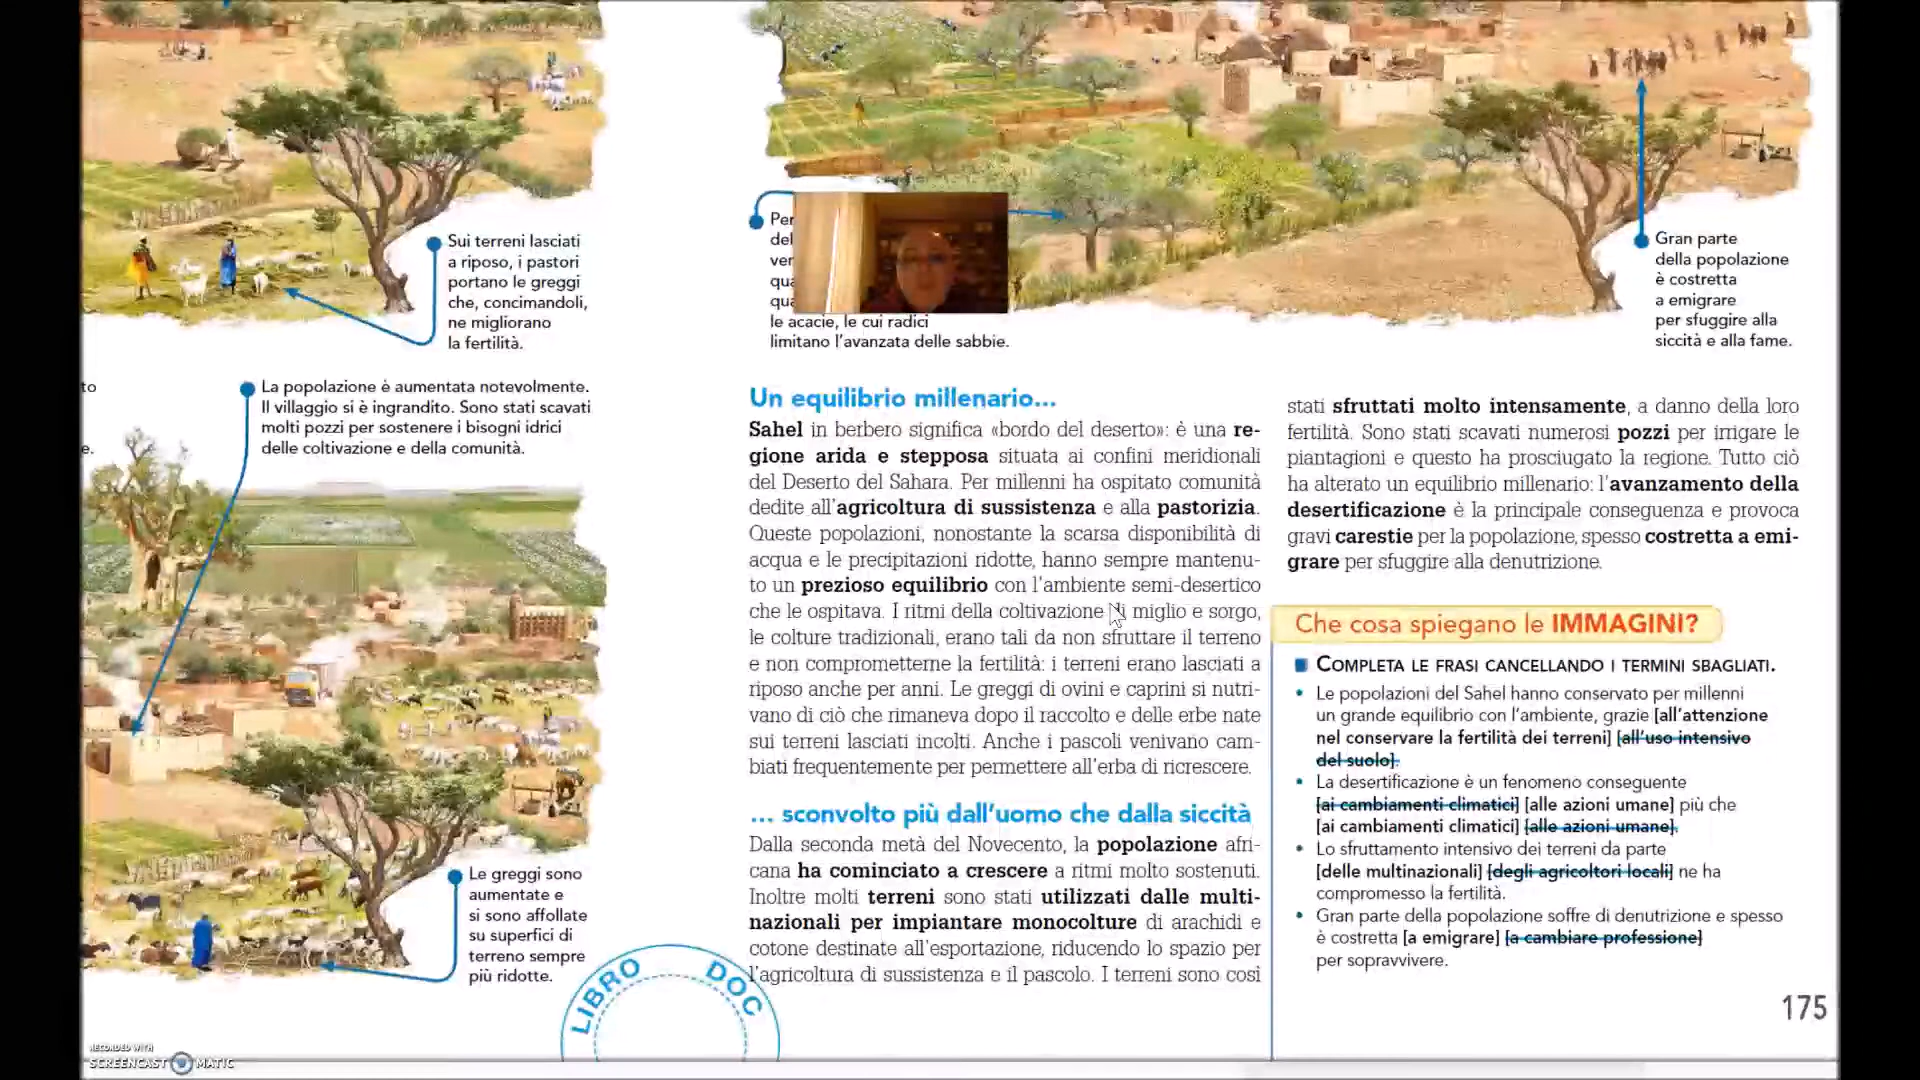 Sui terreni lasciati
a riposo, i pastori
portano le greggi
che, concimandoli,
ne migliorano
la fertilità.
to
e.
La popolazione è aumentata notevolmente.
Il villaggio si è ingrandito. Sono stati scavati
molti pozzi per sostenere i bisogni idrici
delle coltivazione e della comunità.
Le greggi sono
aumentate e
si sono affollate
su superfici di
terreno sempre
più ridotte.
LIBRO DOC
Per
del
ver
qua
qua
le acacie, le cui radici
limitano l'avanzata delle sabbie.
Gran parte
della popolazione
è costretta
a emigrare
per sfuggire alla
siccità e alla fame.
Un equilibrio millenario...
Sahel in berbero significa «bordo del deserto»: è una re-
gione arida e stepposa situata ai confini meridionali
del Deserto del Sahara. Per millenni ha ospitato comunità
dedite all'agricoltura di sussistenza e alla pastorizia.
Queste popolazioni, nonostante la scarsa disponibilità di
acqua e le precipitazioni ridotte, hanno sempre mantenu-
to un prezioso equilibrio con l'ambiente semi-desertico
che le ospitava. I ritmi della coltivazione di miglio e sorgo,
le colture tradizionali, erano tali da non sfruttare il terreno
e non comprometterne la fertilità: i terreni erano lasciati a
riposo anche per anni. Le greggi di ovini e caprini si nutri-
vano di ciò che rimaneva dopo il raccolto e delle erbe nate
sui terreni lasciati incolti. Anche i pascoli venivano cam-
biati frequentemente per permettere all'erba di ricrescere.
... sconvolto più dall'uomo che dalla siccità
Dalla seconda metà del Novecento, la popolazione afri-
cana ha cominciato a crescere a ritmi molto sostenuti.
Inoltre molti terreni sono stati utilizzati dalle multi-
nazionali per impiantare monocolture di arachidi e
cotone destinate all'esportazione, riducendo lo spazio per
l'agricoltura di sussistenza e il pascolo. I terreni sono così
stati sfruttati molto intensamente, a danno della loro
fertilità. Sono stati scavati numerosi pozzi per irrigare le
piantagioni e questo ha prosciugato la regione. Tutto ciò
ha alterato un equilibrio millenario: l'avanzamento della
desertificazione è la principale conseguenza e provoca
gravi carestie per la popolazione, spesso costretta a emi-
grare per sfuggire alla denutrizione.
Che cosa spiegano le IMMAGINI?
COMPLETA LE FRASI CANCELLANDO I TERMINI SBAGLIATI.
• Le popolazioni del Sahel hanno conservato per millenni
un grande equilibrio con l'ambiente, grazie [all'attenzione
nel conservare la fertilità dei terreni] [all'uso intensivo
del suolo].
• La desertificazione è un fenomeno conseguente
[ai cambiamenti climatici] [alle azioni umane] più che
[ai cambiamenti climatici] [alle azioni umane].
• Lo sfruttamento intensivo dei terreni da parte
[delle multinazionali] [degli agricoltori locali] ne ha
compromesso la fertilità.
• Gran parte della popolazione soffre di denutrizione e spesso
è costretta [a emigrare] [a cambiare professione]
per sopravvivere.
175
RECORDED WITH
SCREENCAST MATIC